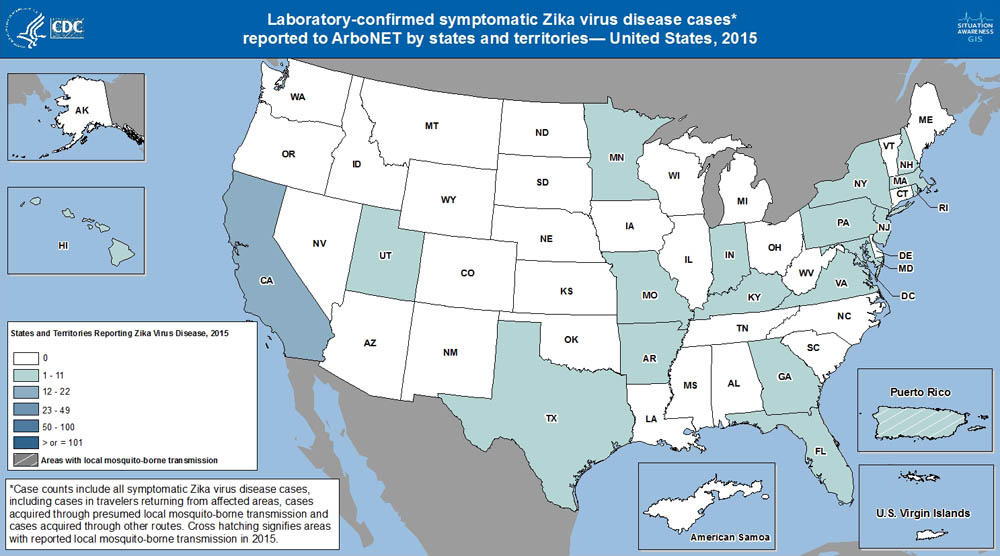 Laboratory-confirmed symptomatic Zika virus disease cases*
reported to ArboNET by states and territories— United States, 2015
CDC
SITUATION
AWARENESS
GIS
AK
HI
WA
OR
CA
NV
ID
MT
WY
UT
AZ
CO
NM
ND
SD
NE
KS
OK
TX
MN
IA
MO
AR
LA
WI
IL
MI
IN
OH
KY
TN
MS
AL
GA
FL
SC
NC
VA
WV
PA
NY
VT
NH
ME
MA
CT
RI
NJ
DE
MD
DC
States and Territories Reporting Zika Virus Disease, 2015
0
1 - 11
12 - 22
23 - 49
50 - 100
> or = 101
Areas with local mosquito-borne transmission
*Case counts include all symptomatic Zika virus disease cases,
including cases in travelers returning from affected areas, cases
acquired through presumed local mosquito-borne transmission and
cases acquired through other routes. Cross hatching signifies areas
with reported local mosquito-borne transmission in 2015.
Puerto Rico
American Samoa
U.S. Virgin Islands